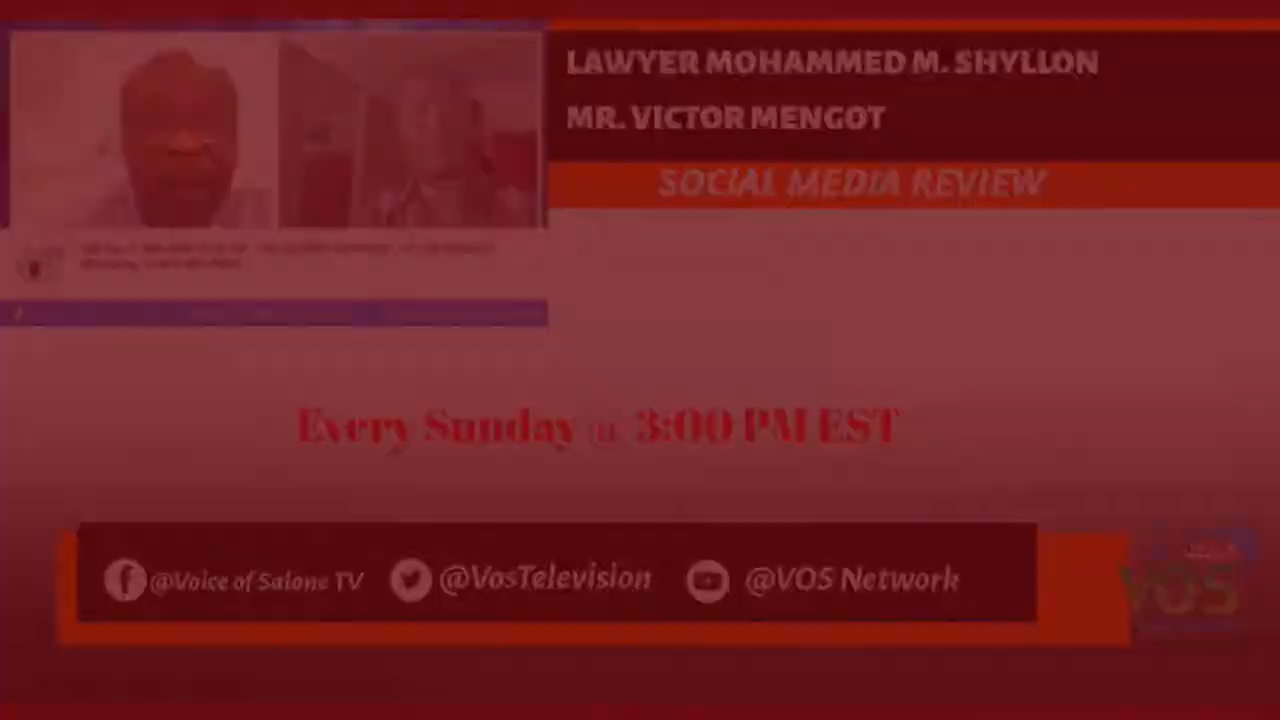 LAWYER MOHAMMED M. SHYLLON
MR. VICTOR MENGOT
SOCIAL MEDIA REVIEW
Every Sunday @ 3:00 PM EST
@Voice of Salone TV
@VosTelevision
@VOS Network
VOS